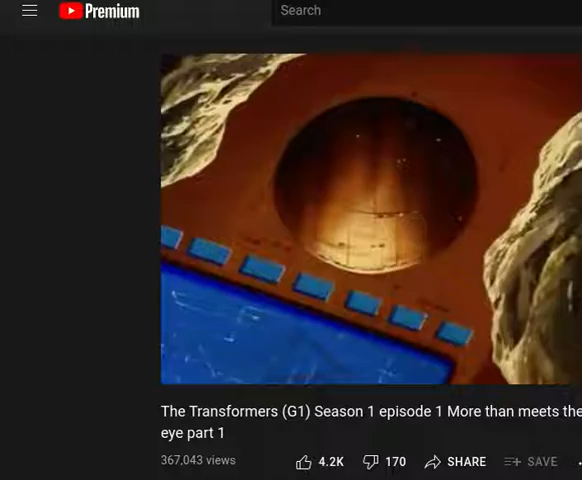 Premium
Search
The Transformers (G1) Season 1 episode 1 More than meets the
eye part 1
367,043 views
4.2K
170
SHARE
SAVE